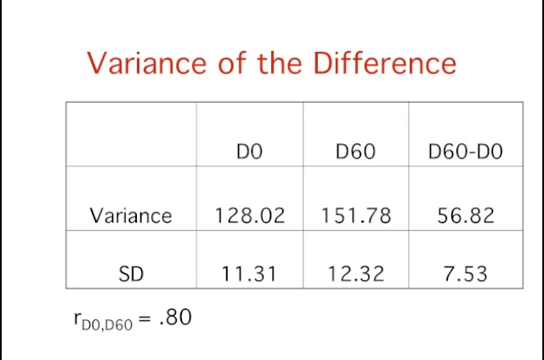 Variance of the Difference
D0 D60 D60-D0
Variance 128.02 151.78 56.82
SD 11.31 12.32 7.53
rD0,D60 = .80